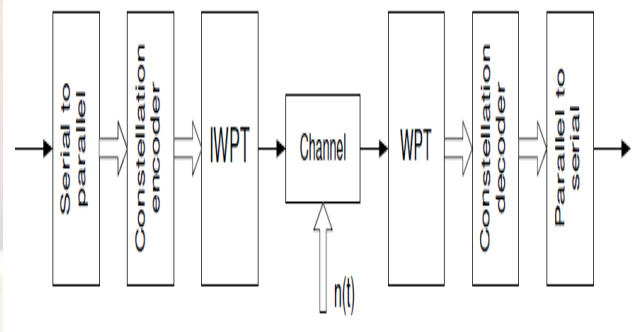 Serial to
parallel
Constellation
encoder
IWPT
Channel
n(t)
WPT
Constellation
decoder
Parallel to
serial